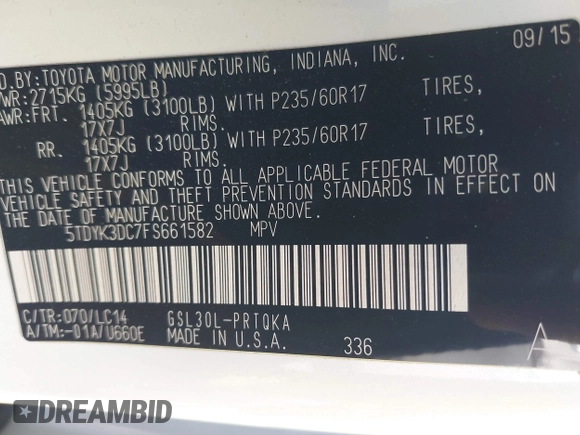 D. BY: TOYOTA MOTOR MANUFACTURING, INDIANA, INC. 09/15
VWR: 2715KG (5995LB)
AWR: FRT. 1405KG (3100LB) WITH P235/60R17 TIRES,
17X7J RIMS.
RR. 1405KG (3100LB) WITH P235/60R17 TIRES,
17X7J RIMS.
THIS VEHICLE CONFORMS TO ALL APPLICABLE FEDERAL MOTOR
VEHICLE SAFETY AND THEFT PREVENTION STANDARDS IN EFFECT ON
THE DATE OF MANUFACTURE SHOWN ABOVE.
5TDYK3DC7FS661582 MPV
C/TR: 070/LC14 GSL30L-PRTQKA
A/TM: -01A/U660E MADE IN U.S.A. 336 A
DREAMBID